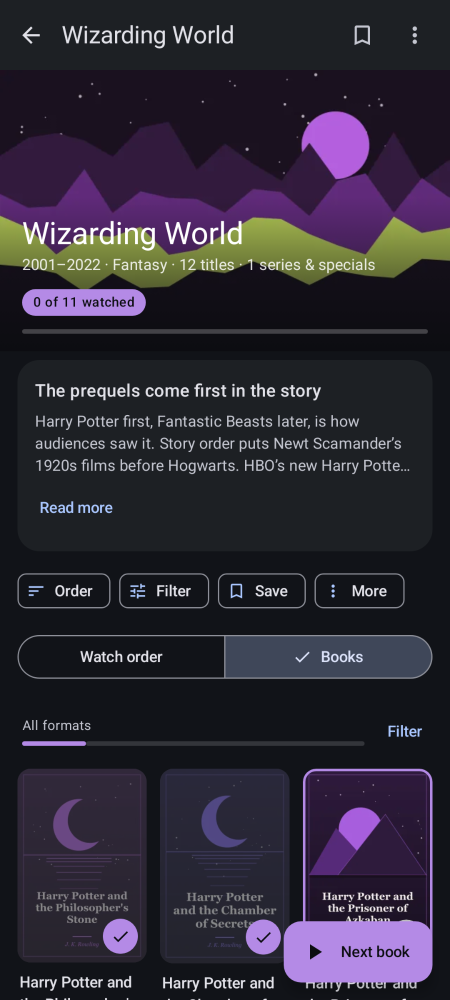 Wizarding World
Wizarding World
2001–2022 · Fantasy · 12 titles · 1 series & specials
0 of 11 watched
The prequels come first in the story
Harry Potter first, Fantastic Beasts later, is how
audiences saw it. Story order puts Newt Scamander’s
1920s films before Hogwarts. HBO’s new Harry Potte…
Read more
Order
Filter
Save
More
Watch order
Books
All formats
Filter
Harry Potter and
the Philosopher's
Stone
J. K. Rowling
Harry Potter
and the Chamber
of Secrets
J. K. Rowling
Harry Potter and
the Prisoner of
Azkaban
Next book
Harry Potter and
Harry Potter and
Harry Potter and